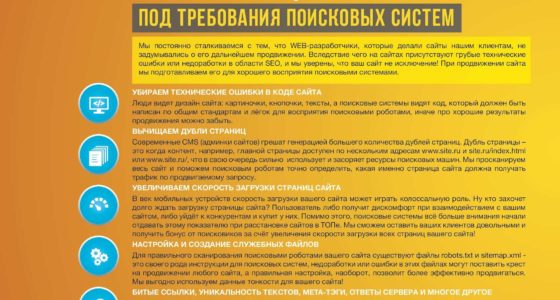 ПОД ТРЕБОВАНИЯ ПОИСКОВЫХ СИСТЕМ
Мы постоянно сталкиваемся с тем, что WEB-разработчики, которые делали сайты нашим клиентам, не
задумывались о его дальнейшем продвижении. Вследствие чего на сайтах присутствуют грубые технические
ошибки или недоработки в области SEO, и мы уверены, что ваш сайт не исключение! При продвижении сайта
мы подготавливаем его для хорошего восприятия поисковыми системами.
УБИРАЕМ ТЕХНИЧЕСКИЕ ОШИБКИ В КОДЕ САЙТА
Люди видят дизайн сайта: картиночки, кнопочки, тексты, а поисковые системы видят код, который должен быть
написан по общим стандартам и лёгок для восприятия поисковыми роботами, иначе про хорошие результаты
продвижения можно забыть.
ВЫЧИЩАЕМ ДУБЛИ СТРАНИЦ
Современные CMS (админки сайтов) грешат генерацией большого количества дублей страниц. Дубль страницы –
это когда контент, например, главной страницы доступен по нескольким адресам www.site.ru и site.ru/index.html
или www.site.ru/, что в свою очередь сильно использует и засоряет ресурсы поисковых машин. Мы просканируем
весь сайт и поможем поисковым роботам точно определить, какая именно страница сайта должна получать
трафик по продвигаемому запросу.
УВЕЛИЧИВАЕМ СКОРОСТЬ ЗАГРУЗКИ СТРАНИЦ САЙТА
В век мобильных устройств скорость загрузки вашего сайта может играть колоссальную роль. Ну кто захочет
долго ждать загрузку страницы сайта? Пользователь либо получит дискомфорт при взаимодействии с вашим
сайтом, либо уйдёт к конкурентам и купит у них. Помимо этого, поисковые системы всё больше внимания начали
отдавать этому показателю при расстановке сайтов в ТОПе. Мы сможем оставить ваших клиентов довольными и
получить бонус от поисковиков за счёт увеличения скорости загрузки всех страниц вашего сайта!
НАСТРОЙКА И СОЗДАНИЕ СЛУЖЕБНЫХ ФАЙЛОВ
Для правильного сканирования поисковыми роботами вашего сайта существуют файлы robots.txt и sitemap.xml -
это своего рода инструкции для поисковых систем, недоработки или ошибки в этих файлах могут поставить крест
на продвижении любого сайта, а правильная настройка, наоборот, позволит более эффективно продвигаться.
Мы выгодно используем данные тонкости для вашего сайта!
БИТЫЕ ССЫЛКИ, УНИКАЛЬНОСТЬ ТЕКСТОВ, МЕТА-ТЭГИ, ОТВЕТЫ СЕРВЕРА И МНОГОЕ ДРУГОЕ